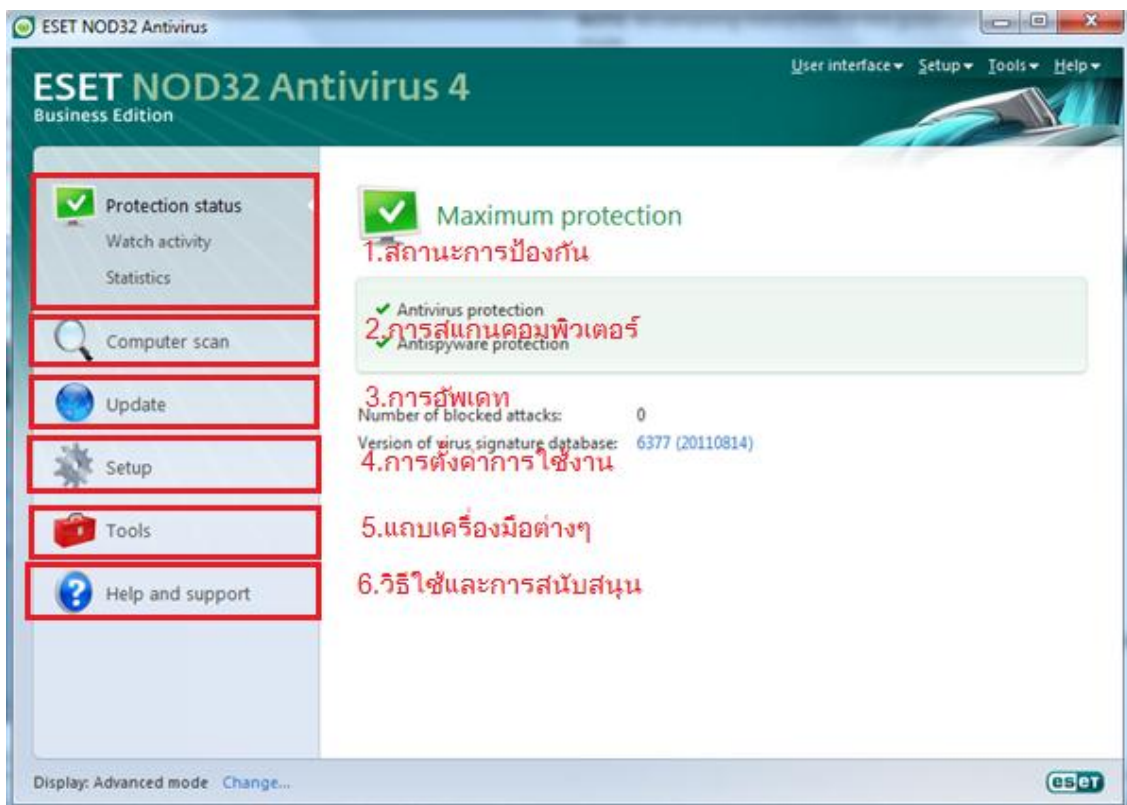 ESET NOD32 Antivirus
ESET NOD32 Antivirus 4
Business Edition
User interface Setup Tools Help
Protection status
Watch activity
Statistics
Computer scan
Update
Setup
Tools
Help and support
Maximum protection
1.สถานะการป้องกัน
Antivirus protection
2.การสแกนคอมพิวเตอร์
Antispyware protection
3.การอัพเดท
Number of blocked attacks: 0
Version of virus signature database: 6377 (20110814)
4.การตั้งค่าการใช้งาน
5.แถบเครื่องมือต่างๆ
6.วิธีใช้และการสนับสนุน
Display: Advanced mode Change...
eset